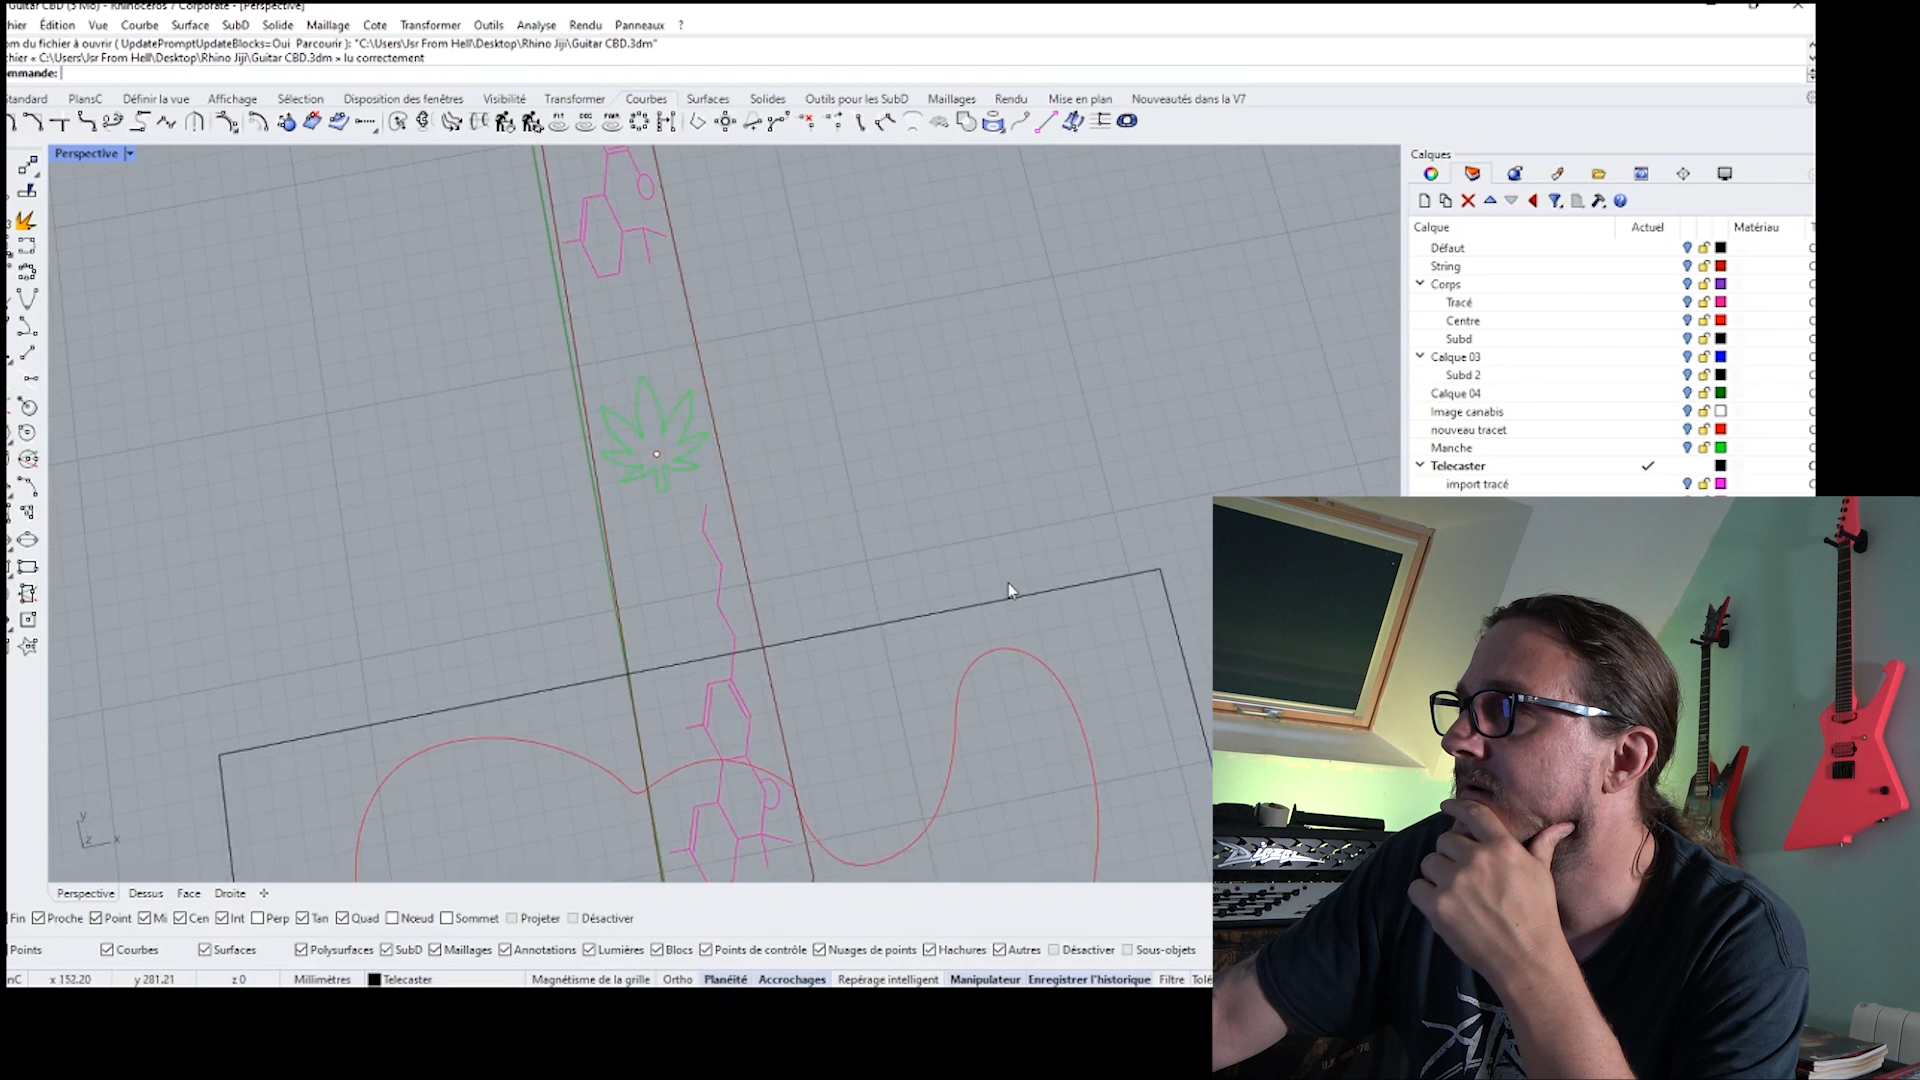 Guitar CBD (5 Mo) - Rhinoceros 7 Corporate - [Perspective]
hier Édition Vue Courbe Surface SubD Solide Maillage Cote Transformer Outils Analyse Rendu Panneaux ?
om du fichier à ouvrir ( UpdatePromptUpdateBlocks=Oui Parcourir ): "C:\Users\Jsr From Hell\Desktop\Rhino Jiji\Guitar CBD.3dm"
hier « C:\Users\Jsr From Hell\Desktop\Rhino Jiji\Guitar CBD.3dm » lu correctement
ommande:
tandard PlansC Définir la vue Affichage Sélection Disposition des fenêtres Visibilité Transformer Courbes Surfaces Solides Outils pour les SubD Maillages Rendu Mise en plan Nouveautés dans la V7
Perspective
Calques
Calque Actuel Matériau T
Défaut
String
Corps
Tracé
Centre
Subd
Calque 03
Subd 2
Calque 04
Image canabis
nouveau tracet
Manche
Telecaster
import tracé
y
z x
Perspective Dessus Face Droite
Fin Proche Point Mi Cen Int Perp Tan Quad Nœud Sommet Projeter Désactiver
Points Courbes Surfaces Polysurfaces SubD Maillages Annotations Lumières Blocs Points de contrôle Nuages de points Hachures Autres Désactiver Sous-objets
nC x 152.20 y 281.21 z 0 Millimètres Telecaster Magnétisme de la grille Ortho Planéité Accrochages Repérage intelligent Manipulateur Enregistrer l'historique Filtre Tolé
Diezel